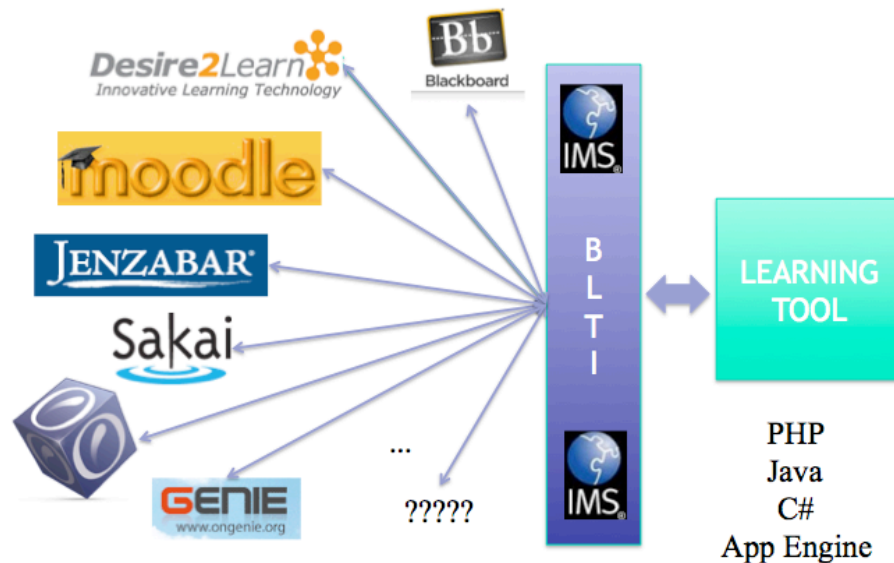 Desire2Learn
Innovative Learning Technology
Bb
Blackboard
moodle
JENZABAR®
Sakai
GENIE
www.ongenie.org
...
?????
IMS®
B
L
T
I
IMS®
LEARNING
TOOL
PHP
Java
C#
App Engine